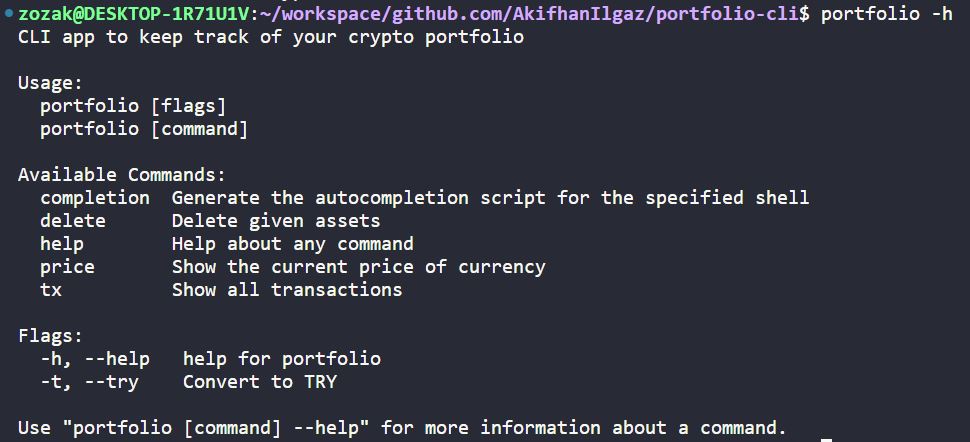 zozak@DESKTOP-1R71U1V:~/workspace/github.com/AkifhanIlgaz/portfolio-cli$ portfolio -h
CLI app to keep track of your crypto portfolio

Usage:
  portfolio [flags]
  portfolio [command]

Available Commands:
  completion  Generate the autocompletion script for the specified shell
  delete      Delete given assets
  help        Help about any command
  price       Show the current price of currency
  tx          Show all transactions

Flags:
  -h, --help   help for portfolio
  -t, --try    Convert to TRY

Use "portfolio [command] --help" for more information about a command.